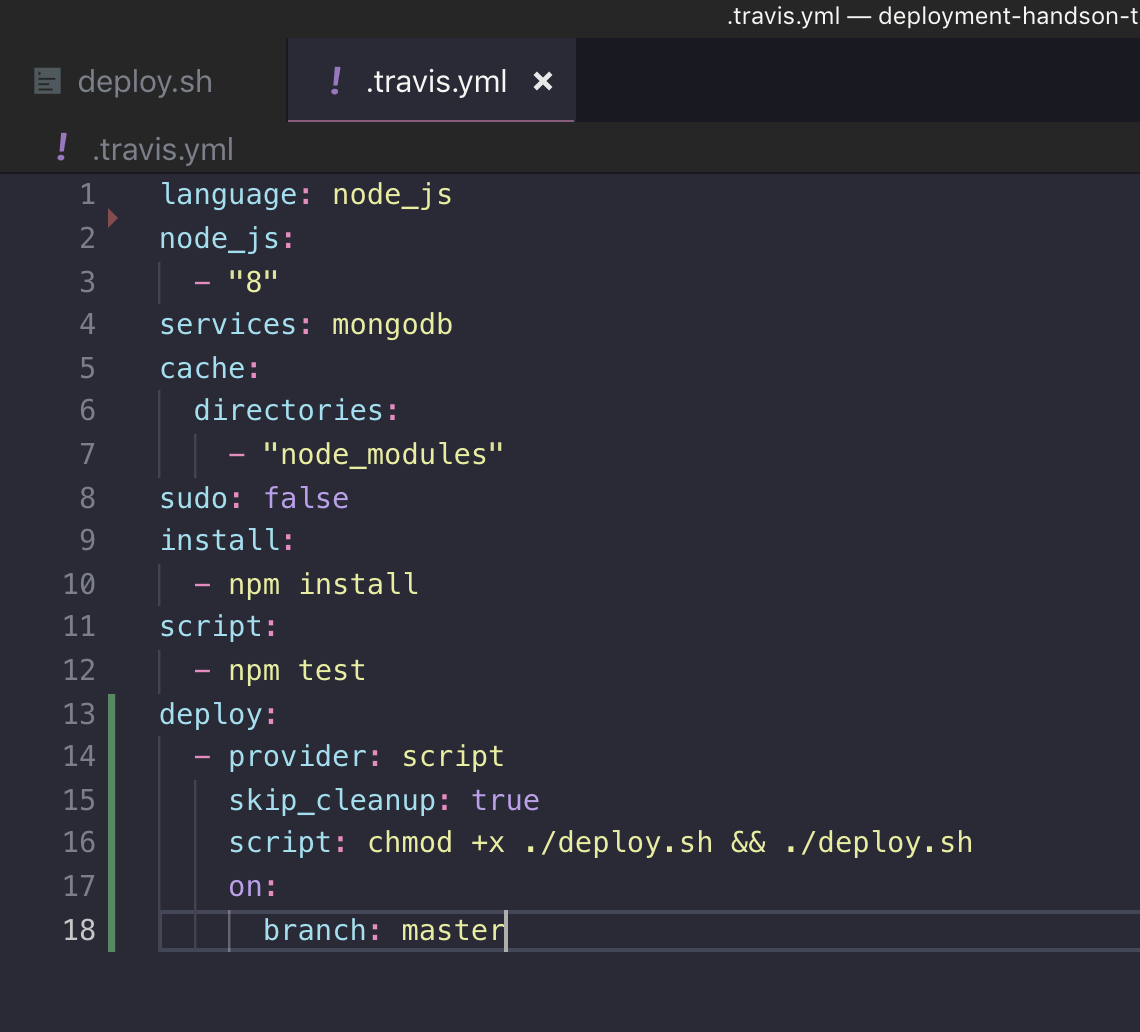 .travis.yml — deployment-handson-t
deploy.sh
! .travis.yml ×
! .travis.yml
1 language: node_js
2 node_js:
3   - "8"
4 services: mongodb
5 cache:
6   directories:
7     - "node_modules"
8 sudo: false
9 install:
10   - npm install
11 script:
12   - npm test
13 deploy:
14   - provider: script
15     skip_cleanup: true
16     script: chmod +x ./deploy.sh && ./deploy.sh
17     on:
18       branch: master